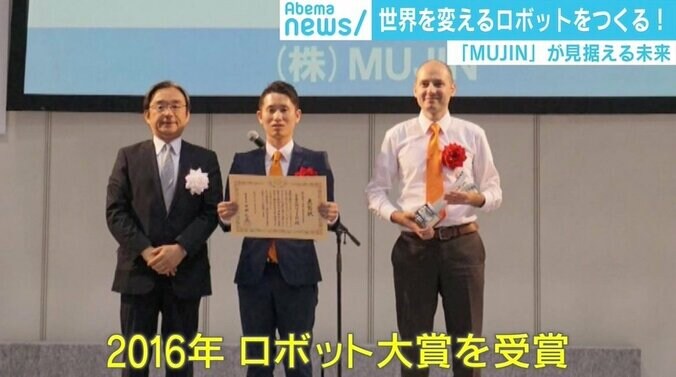 Abema
news/
世界を変えるロボットをつくる!
「MUJIN」が見据える未来
(株)MUJIN
2016年 ロボット大賞を受賞